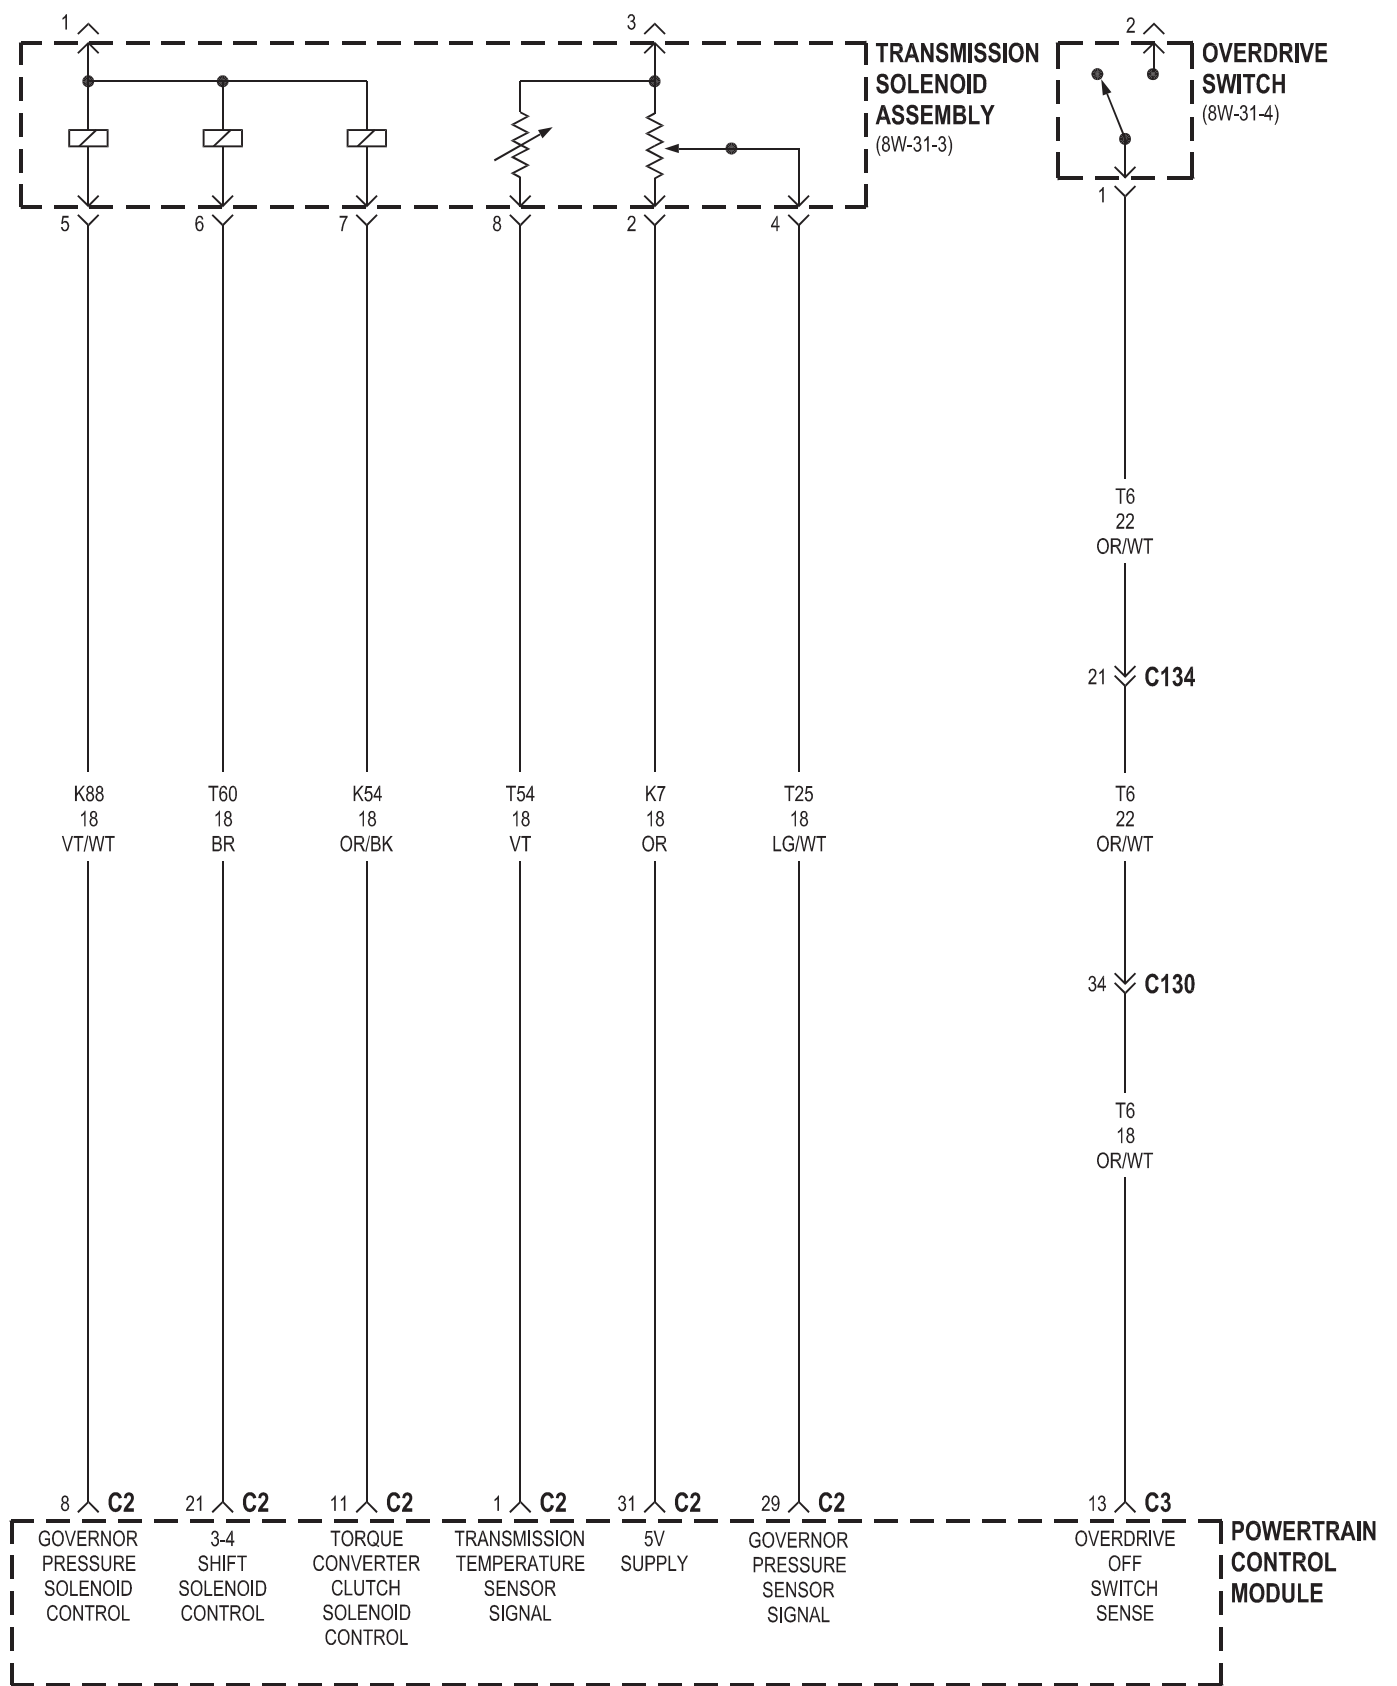 1
3
2
TRANSMISSION
SOLENOID
ASSEMBLY
(8W-31-3)
OVERDRIVE
SWITCH
(8W-31-4)
5
6
7
8
2
4
1
T6
22
OR/WT
21
C134
K88
18
VT/WT
T60
18
BR
K54
18
OR/BK
T54
18
VT
K7
18
OR
T25
18
LG/WT
T6
22
OR/WT
34
C130
T6
18
OR/WT
8 C2
21 C2
11 C2
1 C2
31 C2
29 C2
13 C3
GOVERNOR
PRESSURE
SOLENOID
CONTROL
3-4
SHIFT
SOLENOID
CONTROL
TORQUE
CONVERTER
CLUTCH
SOLENOID
CONTROL
TRANSMISSION
TEMPERATURE
SENSOR
SIGNAL
5V
SUPPLY
GOVERNOR
PRESSURE
SENSOR
SIGNAL
OVERDRIVE
OFF
SWITCH
SENSE
POWERTRAIN
CONTROL
MODULE